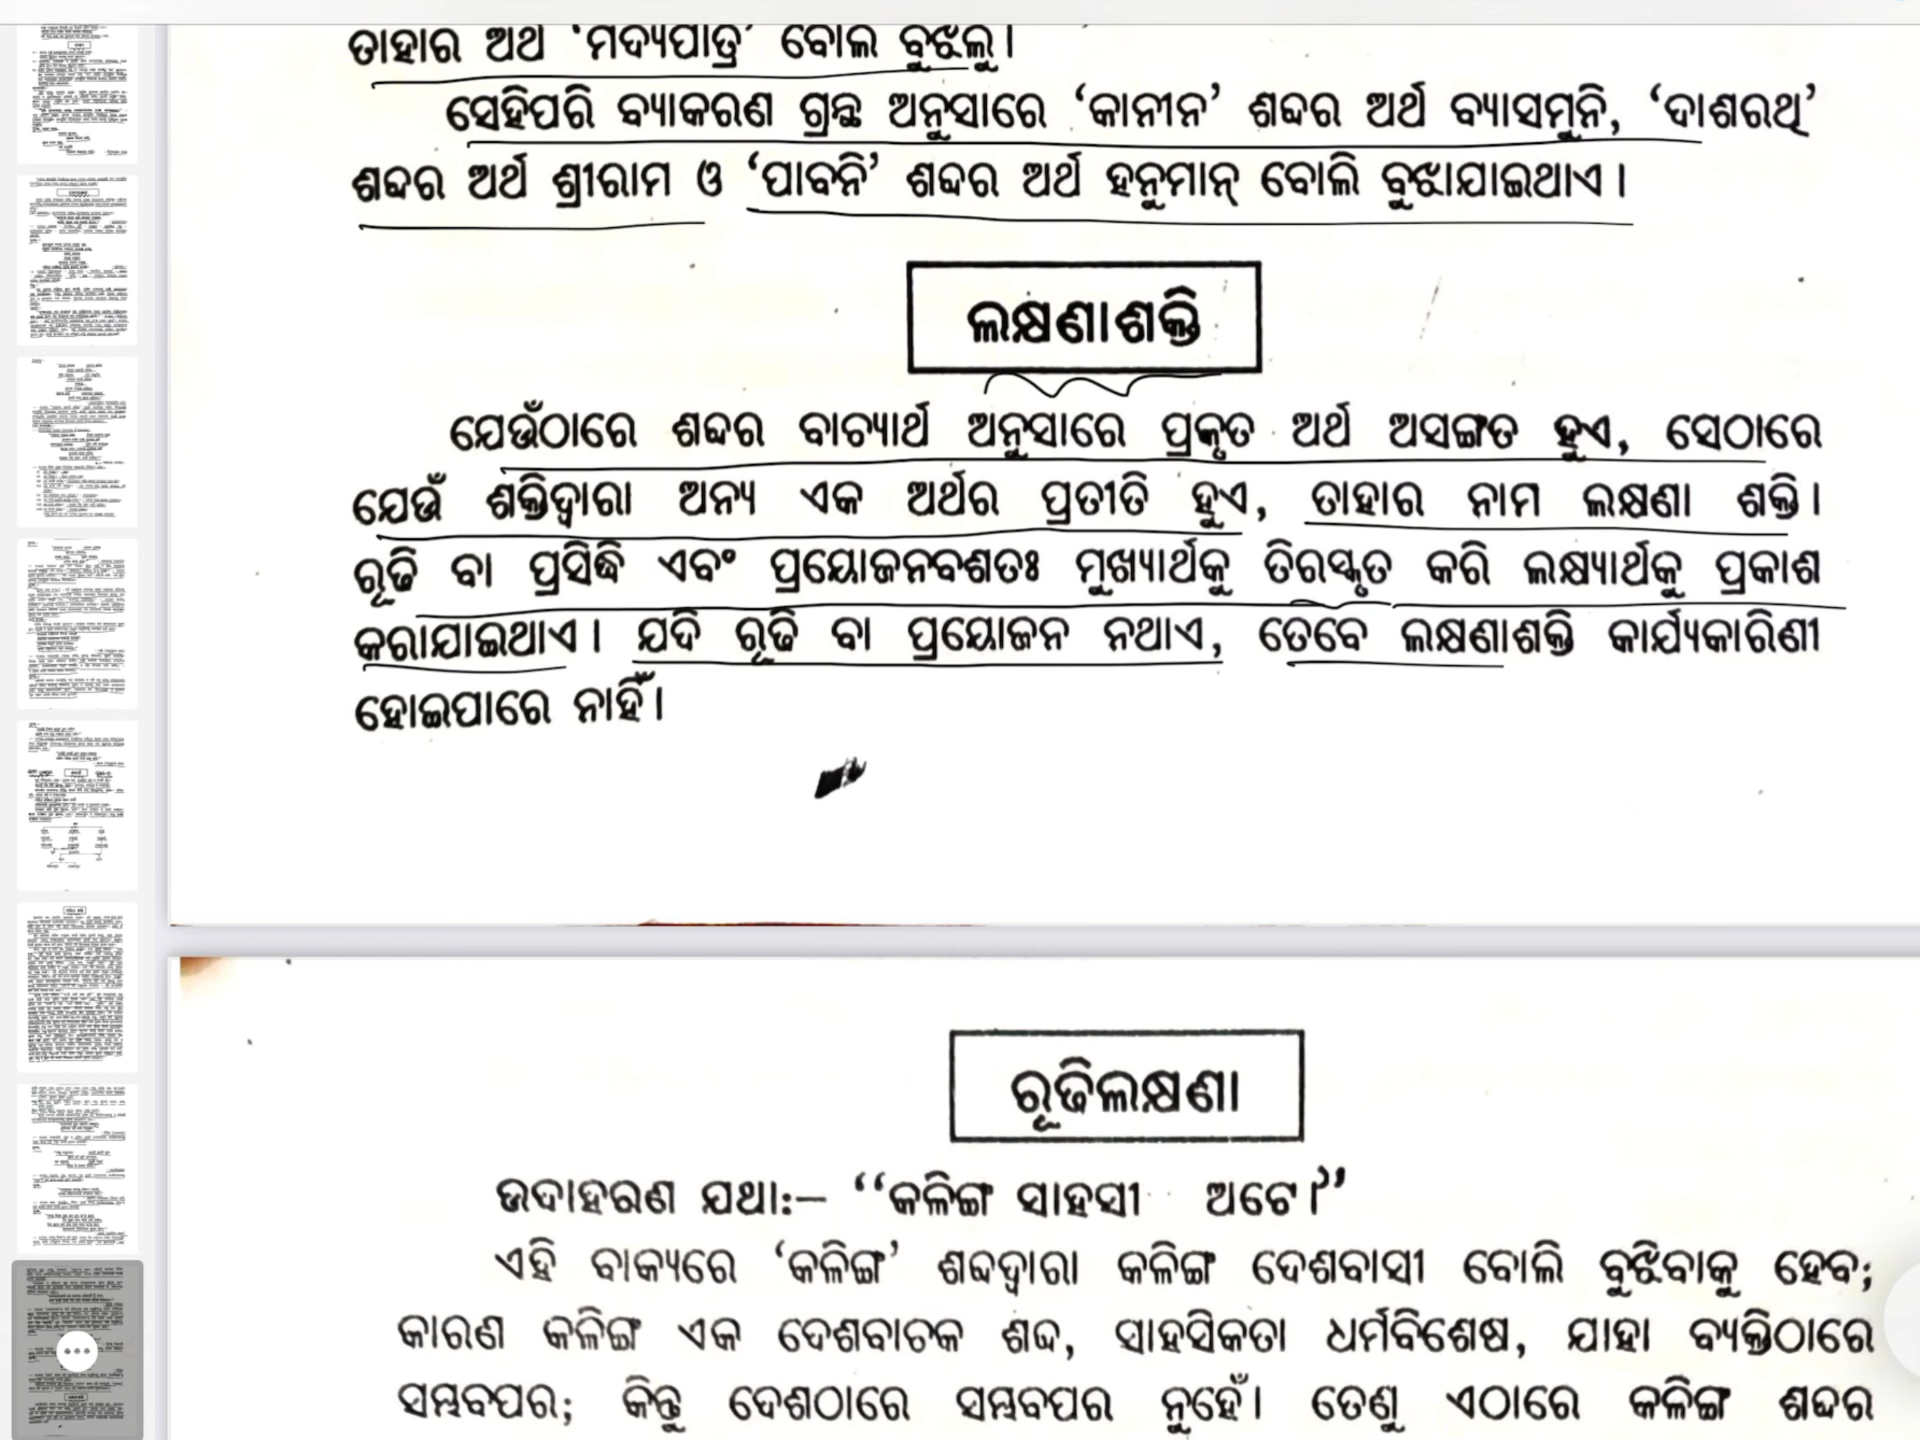 ତାହାର ଅର୍ଥ ‘ମଦ୍ୟପାତ୍ର’ ବୋଲି ବୁଝିଲୁ।
ସେହିପରି ବ୍ୟାକରଣ ଗ୍ରନ୍ଥ ଅନୁସାରେ ‘କାନୀନ’ ଶବ୍ଦର ଅର୍ଥ ବ୍ୟାସମୁନି, ‘ଦାଶରଥି’
ଶବ୍ଦର ଅର୍ଥ ଶ୍ରୀରାମ ଓ ‘ପାବନି’ ଶବ୍ଦର ଅର୍ଥ ହନୁମାନ୍ ବୋଲି ବୁଝାଯାଇଥାଏ।
ଲକ୍ଷଣାଶକ୍ତି
ଯେଉଁଠାରେ ଶବ୍ଦର ବାଚ୍ୟାର୍ଥ ଅନୁସାରେ ପ୍ରକୃତ ଅର୍ଥ ଅସଙ୍ଗତ ହୁଏ, ସେଠାରେ
ଯେଉଁ ଶକ୍ତିଦ୍ୱାରା ଅନ୍ୟ ଏକ ଅର୍ଥର ପ୍ରତୀତି ହୁଏ, ତାହାର ନାମ ଲକ୍ଷଣା ଶକ୍ତି।
ରୂଢି ବା ପ୍ରସିଦ୍ଧି ଏବଂ ପ୍ରୟୋଜନବଶତଃ ମୁଖ୍ୟାର୍ଥକୁ ତିରସ୍କୃତ କରି ଲକ୍ଷ୍ୟାର୍ଥକୁ ପ୍ରକାଶ
କରାଯାଇଥାଏ। ଯଦି ରୂଢି ବା ପ୍ରୟୋଜନ ନଥାଏ, ତେବେ ଲକ୍ଷଣାଶକ୍ତି କାର୍ଯ୍ୟକାରିଣୀ
ହୋଇପାରେ ନାହିଁ।
ରୂଢିଲକ୍ଷଣା
ଉଦାହରଣ ଯଥା:— ‘‘କଳିଙ୍ଗ ସାହସୀ ଅଟେ।’’
ଏହି ବାକ୍ୟରେ ‘କଳିଙ୍ଗ’ ଶବ୍ଦଦ୍ୱାରା କଳିଙ୍ଗ ଦେଶବାସୀ ବୋଲି ବୁଝିବାକୁ ହେବ;
କାରଣ କଳିଙ୍ଗ ଏକ ଦେଶବାଚକ ଶବ୍ଦ, ସାହସିକତା ଧର୍ମବିଶେଷ, ଯାହା ବ୍ୟକ୍ତିଠାରେ
ସମ୍ଭବପର; କିନ୍ତୁ ଦେଶଠାରେ ସମ୍ଭବପର ନୁହେଁ। ତେଣୁ ଏଠାରେ କଳିଙ୍ଗ ଶବ୍ଦର